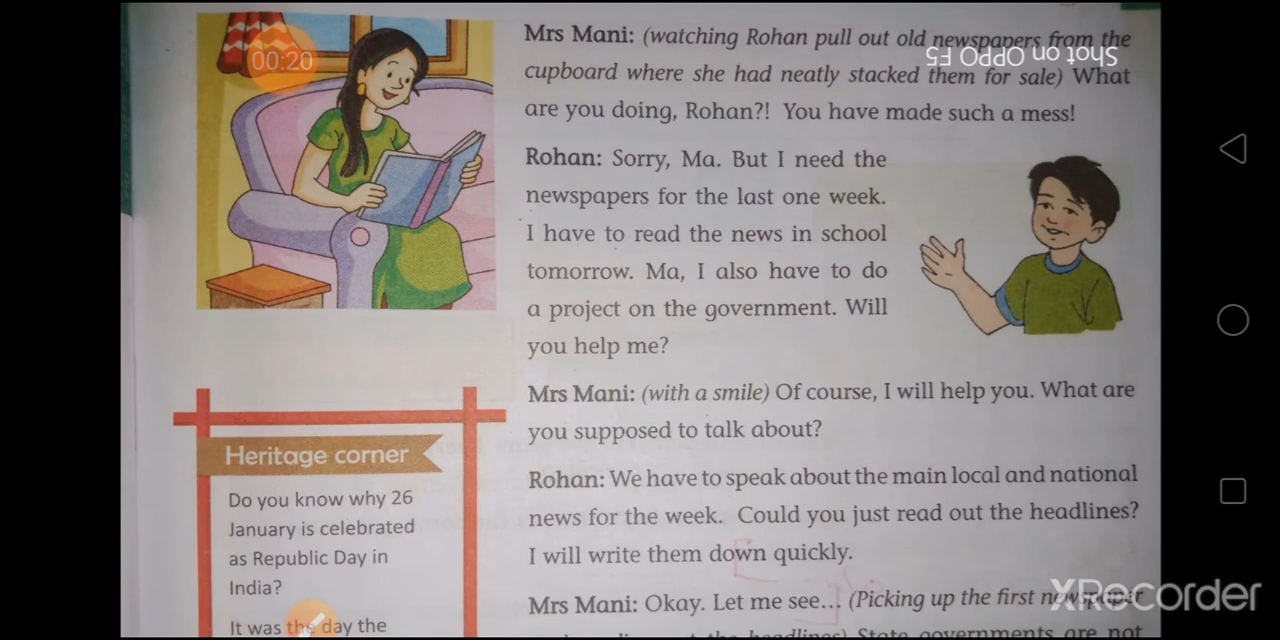 00:20
Shot on OPPO F5
Mrs Mani: (watching Rohan pull out old newspapers from the
cupboard where she had neatly stacked them for sale) What
are you doing, Rohan?! You have made such a mess!
Rohan: Sorry, Ma. But I need the
newspapers for the last one week.
I have to read the news in school
tomorrow. Ma, I also have to do
a project on the government. Will
you help me?
Mrs Mani: (with a smile) Of course, I will help you. What are
you supposed to talk about?
Rohan: We have to speak about the main local and national
news for the week. Could you just read out the headlines?
I will write them down quickly.
Mrs Mani: Okay. Let me see... (Picking up the first newspaper
the headlines) State governments are not
Heritage corner
Do you know why 26
January is celebrated
as Republic Day in
India?
It was the day the
XRecorder